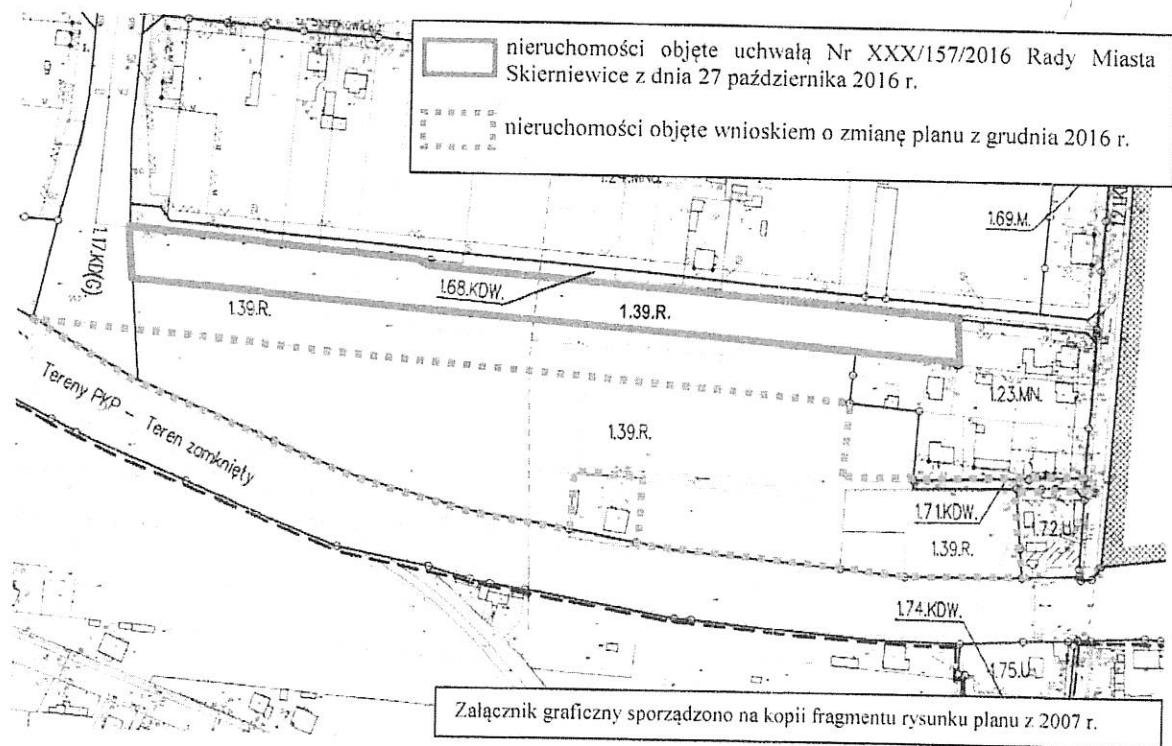 nieruchomości objęte uchwałą Nr XXX/157/2016 Rady Miasta
Skierniewice z dnia 27 października 2016 r.
nieruchomości objęte wnioskiem o zmianę planu z grudnia 2016 r.
1.24.MNU.
1.69.M.
1.17.KD(G)
1.68.KDW.
1.39.R.
1.39.R.
Tereny PKP – Teren zamknięty
1.23.MN.
1.39.R.
1.71.KDW.
1.72.U.
1.39.R.
1.74.KDW.
1.75.U.
Załącznik graficzny sporządzono na kopii fragmentu rysunku planu z 2007 r.